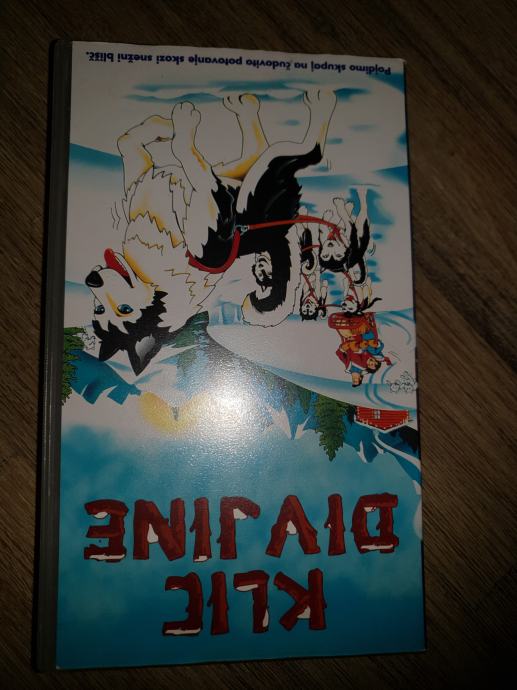 KLIC
DIVJINE
Pojdimo skupaj na čudovito potovanje skozi snežni blišč.